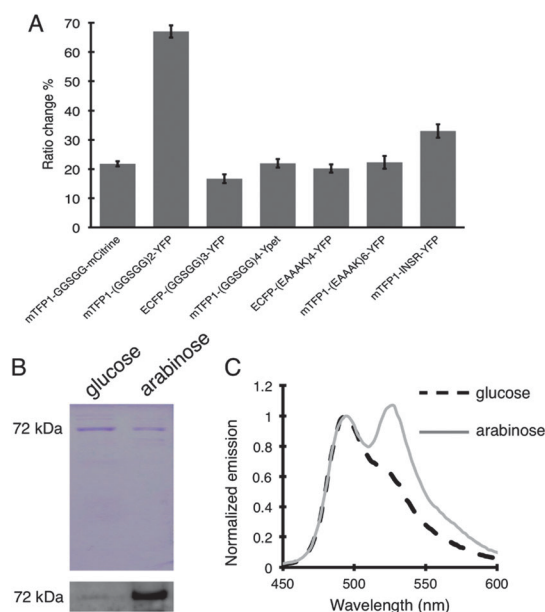 A
Ratio change %
70
60
50
40
30
20
10
0
mTFP1-GGSGG-mCitrine
mTFP1-(GGSGG)2-YFP
ECFP-(GGSGG)3-YFP
mTFP1-(GGSGG)4-Ypet
ECFP-(EAAAK)4-YFP
mTFP1-(EAAAK)6-YFP
mTFP1-INSR-YFP
B
glucose
arabinose
72 kDa
72 kDa
C
Normalized emission
1.2
1
0.8
0.6
0.4
0.2
0
450
500
550
600
Wavelength (nm)
glucose
arabinose